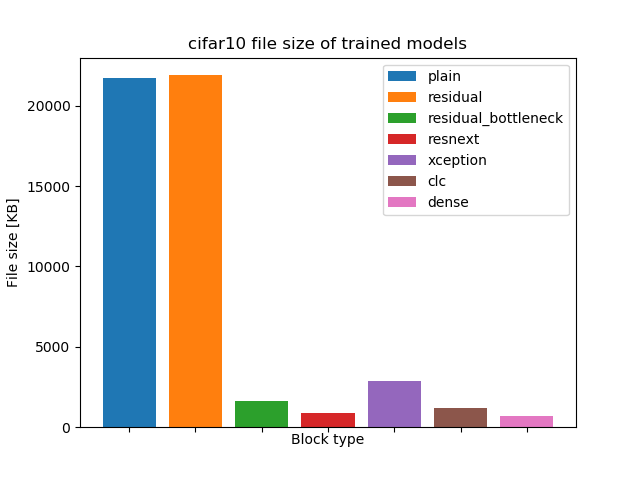 cifar10 file size of trained models
File size [KB]
20000
15000
10000
5000
0
plain
residual
residual_bottleneck
resnext
xception
clc
dense
Block type